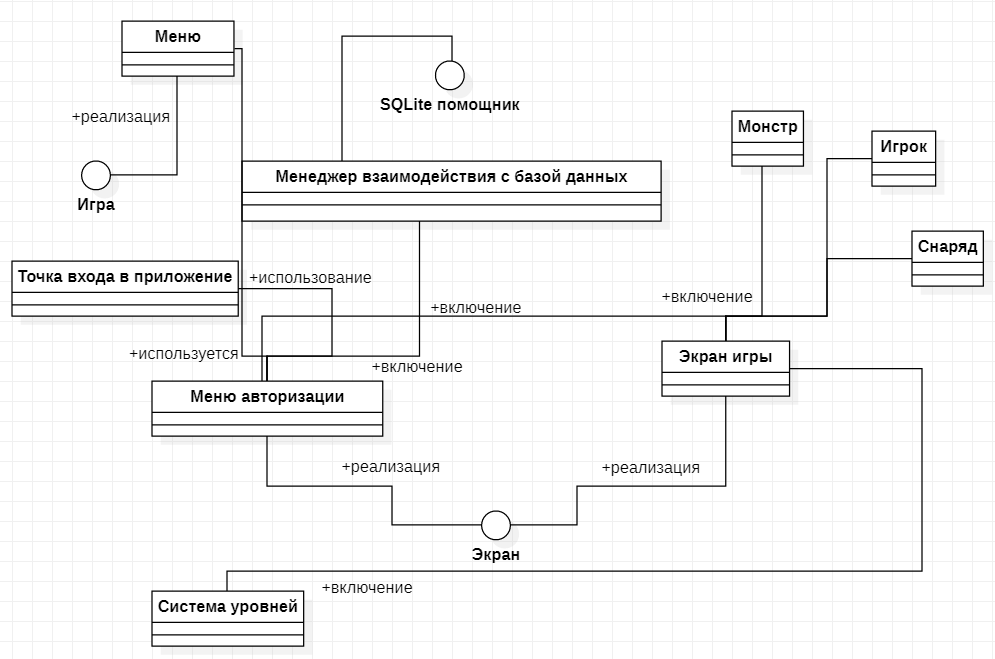 Меню
SQLite помощник
+реализация
Монстр
Игрок
Менеджер взаимодействия с базой данных
Игра
Снаряд
Точка входа в приложение
+использование
+включение
+включение
+используется
+включение
Экран игры
Меню авторизации
+реализация
+реализация
Экран
+включение
Система уровней